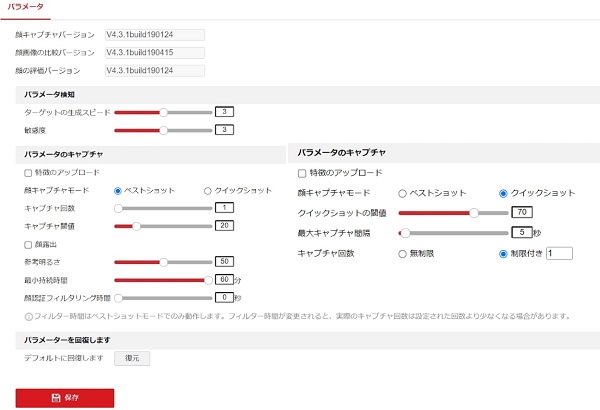 パラメータ
顔キャプチャバージョン V4.3.1build190124
顔画像の比較バージョン V4.3.1build190415
顔の評価バージョン V4.3.1build190124
パラメータ検知
ターゲットの生成スピード 3
敏感度 3
パラメータのキャプチャ
特徴のアップロード
顔キャプチャモード ベストショット クイックショット
キャプチャ回数 1
キャプチャ閾値 20
顔露出
参考明るさ 50
最小持続時間 60 分
顔認証フィルタリング時間 0 秒
パラメータのキャプチャ
特徴のアップロード
顔キャプチャモード ベストショット クイックショット
クイックショットの閾値 70
最大キャプチャ間隔 5 秒
キャプチャ回数 無制限 制限付き 1
フィルター時間はベストショットモードでのみ動作します。フィルター時間が変更されると、実際のキャプチャ回数は設定された回数より少なくなる場合があります。
パラメーターを回復します
デフォルトに回復します 復元
保存